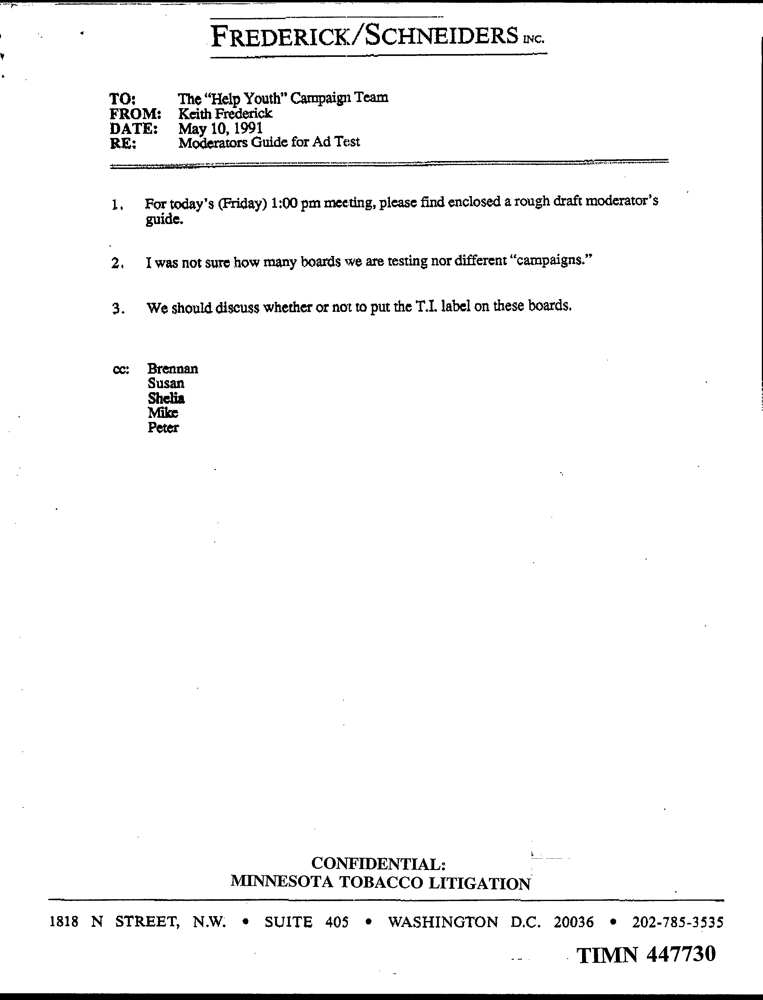 FREDERICK/SCHNEIDERS INC.
TO: The "Help Youth" Campaign Team
FROM: Keith Frederick
DATE: May 10, 1991
RE: Moderators Guide for Ad Test
1. For today's (Friday) 1:00 pm meeting, please find enclosed a rough draft moderator's
guide.
2. I was not sure how many boards we are testing nor different "campaigns."
3. We should discuss whether or not to put the T.I. label on these boards.
cc: Brennan
Susan
Shelia
Mike
Peter
CONFIDENTIAL:
MINNESOTA TOBACCO LITIGATION
1818 N STREET, N.W. • SUITE 405 • WASHINGTON D.C. 20036 • 202-785-3535
TIMN 447730